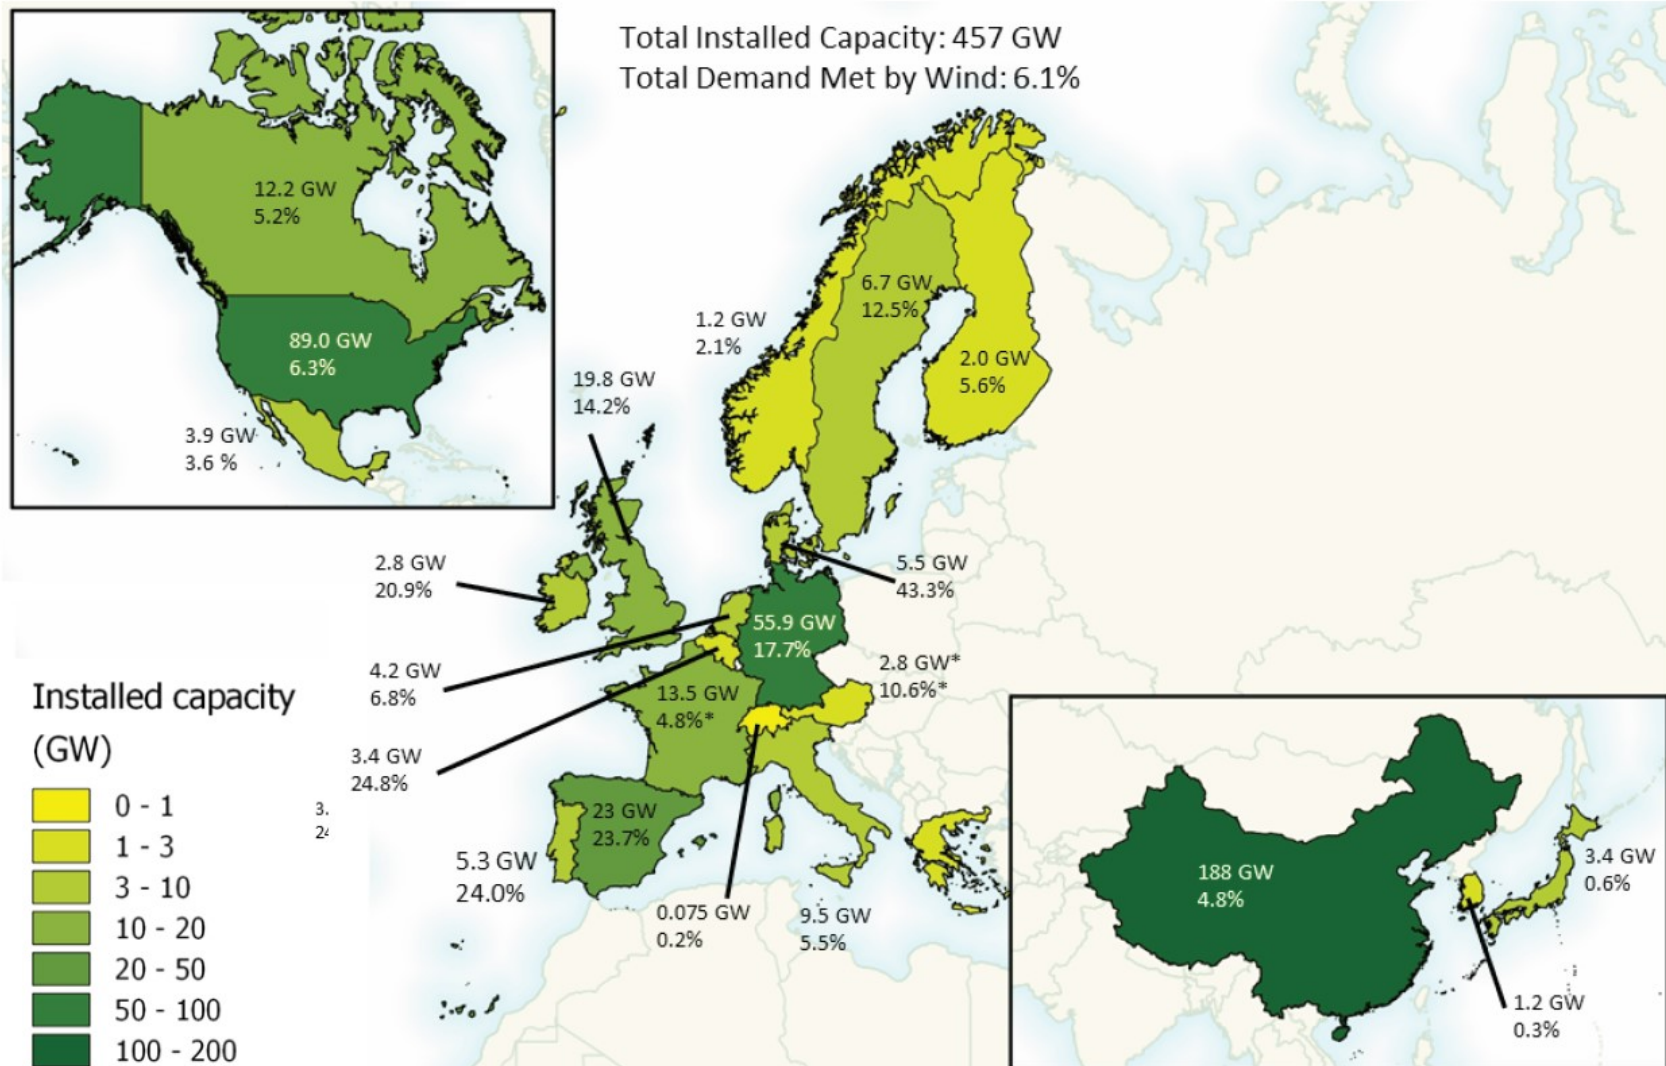 Total Installed Capacity: 457 GW
Total Demand Met by Wind: 6.1%
12.2 GW
5.2%
89.0 GW
6.3%
3.9 GW
3.6 %
6.7 GW
12.5%
1.2 GW
2.1%
2.0 GW
5.6%
19.8 GW
14.2%
2.8 GW
20.9%
5.5 GW
43.3%
55.9 GW
17.7%
4.2 GW
6.8%
2.8 GW*
10.6%*
13.5 GW
4.8%*
3.4 GW
24.8%
23 GW
23.7%
5.3 GW
24.0%
0.075 GW
0.2%
9.5 GW
5.5%
188 GW
4.8%
3.4 GW
0.6%
1.2 GW
0.3%
Installed capacity
(GW)
0 - 1
1 - 3
3 - 10
10 - 20
20 - 50
50 - 100
100 - 200
3.